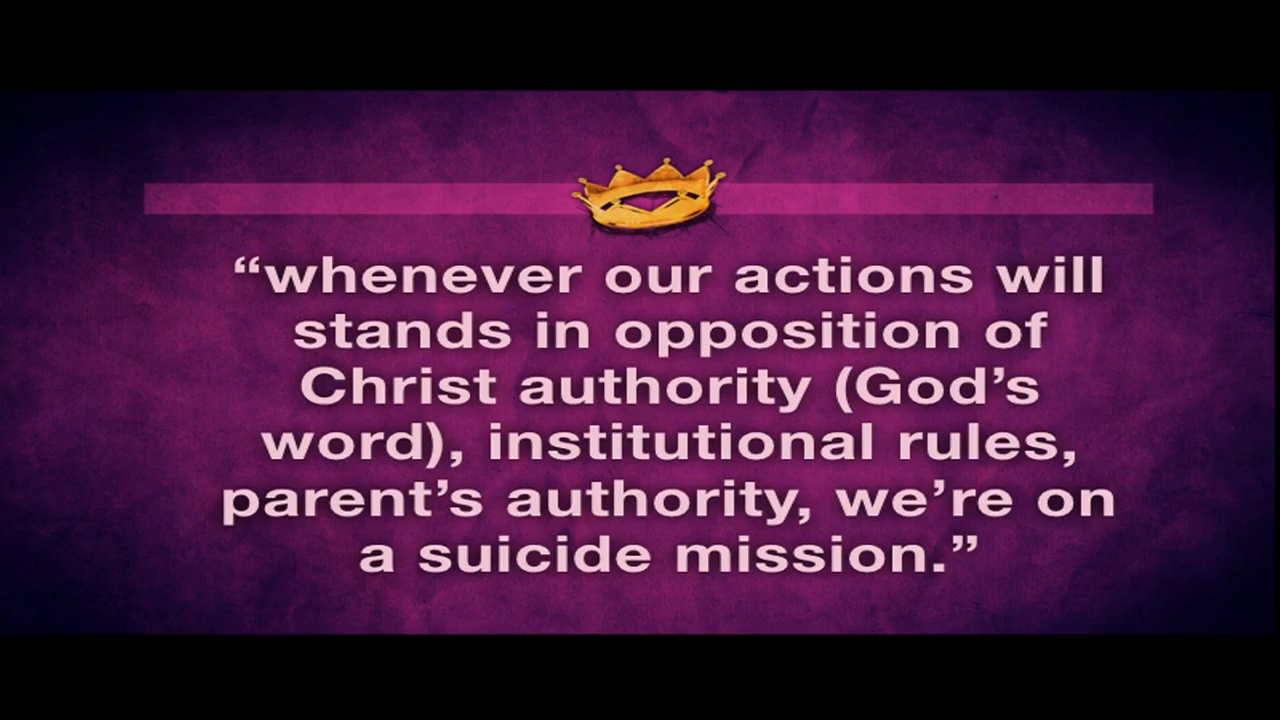 “whenever our actions will
stands in opposition of
Christ authority (God’s
word), institutional rules,
parent’s authority, we’re on
a suicide mission.”